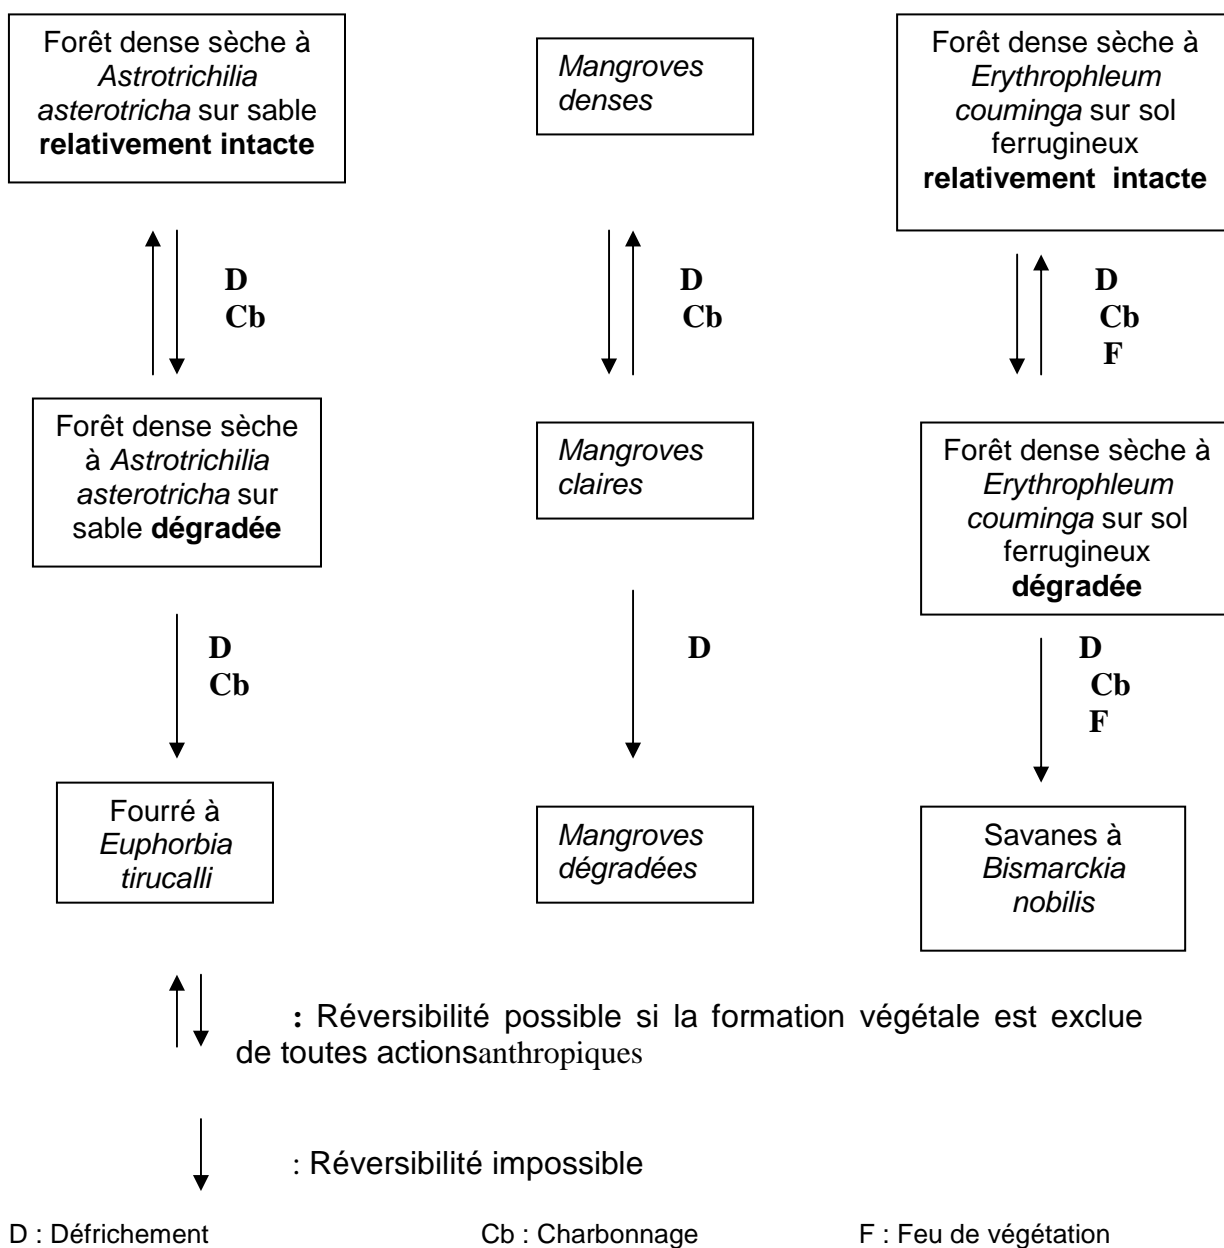 Forêt dense sèche à
Astrotrichilia
asterotricha sur sable
relativement intacte
Mangroves
denses
Forêt dense sèche à
Erythrophleum
couminga sur sol
ferrugineux
relativement intacte
D
Cb
D
Cb
D
Cb
F
Forêt dense sèche
à Astrotrichilia
asterotricha sur
sable dégradée
Mangroves
claires
Forêt dense sèche à
Erythrophleum
couminga sur sol
ferrugineux
dégradée
D
Cb
D
D
Cb
F
Fourré à
Euphorbia
tirucalli
Mangroves
dégradées
Savanes à
Bismarckia
nobilis
: Réversibilité possible si la formation végétale est exclue
de toutes actionsanthropiques
: Réversibilité impossible
D : Défrichement Cb : Charbonnage F : Feu de végétation